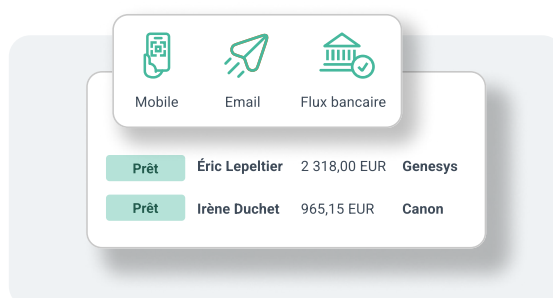 Mobile Email Flux bancaire
Prêt Éric Lepeltier 2 318,00 EUR Genesys
Prêt Irène Duchet 965,15 EUR Canon